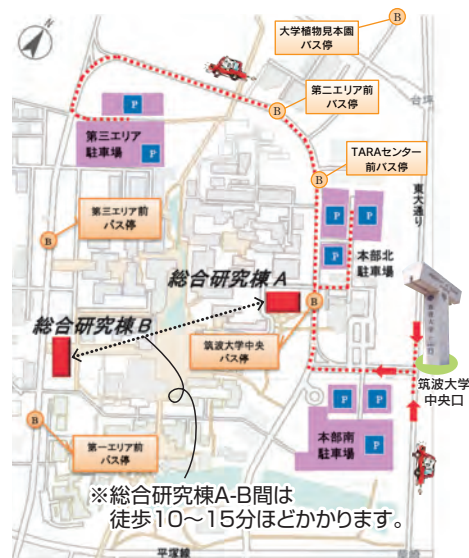 大学植物見本園
バス停
B
第二エリア前
バス停
B
P
第三エリア
駐車場
P
TARAセンター
前バス停
B
東大通り
第三エリア前
バス停
B
P
P
P
本部北
駐車場
総合研究棟A
総合研究棟B
B
筑波大学中央
バス停
筑波大学
中央口
P
P
本部南
駐車場
P
B
第一エリア前
バス停
※総合研究棟A-B間は
徒歩10〜15分ほどかかります。
平塚線